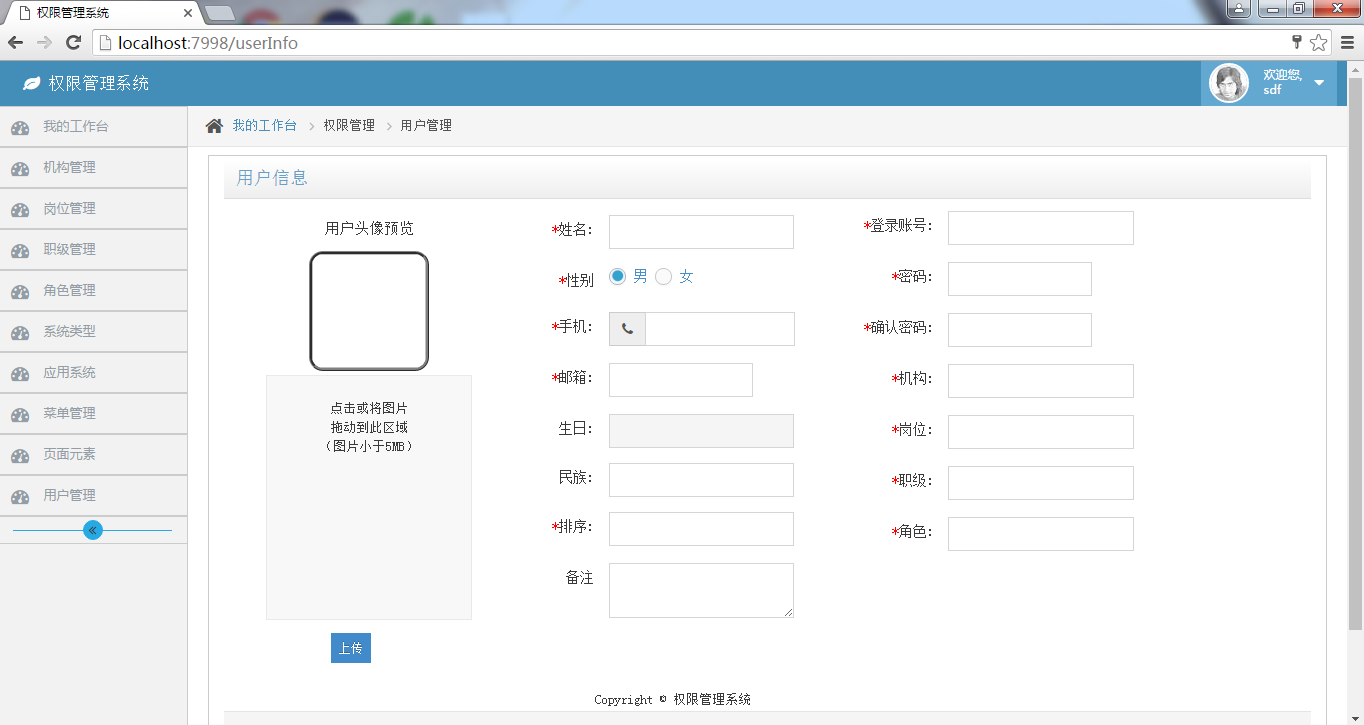 权限管理系统
localhost:7998/userInfo
权限管理系统
欢迎您,
sdf
我的工作台
机构管理
岗位管理
职级管理
角色管理
系统类型
应用系统
菜单管理
页面元素
用户管理
我的工作台 > 权限管理 > 用户管理
用户信息
用户头像预览
点击或将图片
拖动到此区域
(图片小于5MB)
上传
*姓名:
*性别 男 女
*手机:
*邮箱:
生日:
民族:
*排序:
备注
*登录账号:
*密码:
*确认密码:
*机构:
*岗位:
*职级:
*角色:
Copyright © 权限管理系统